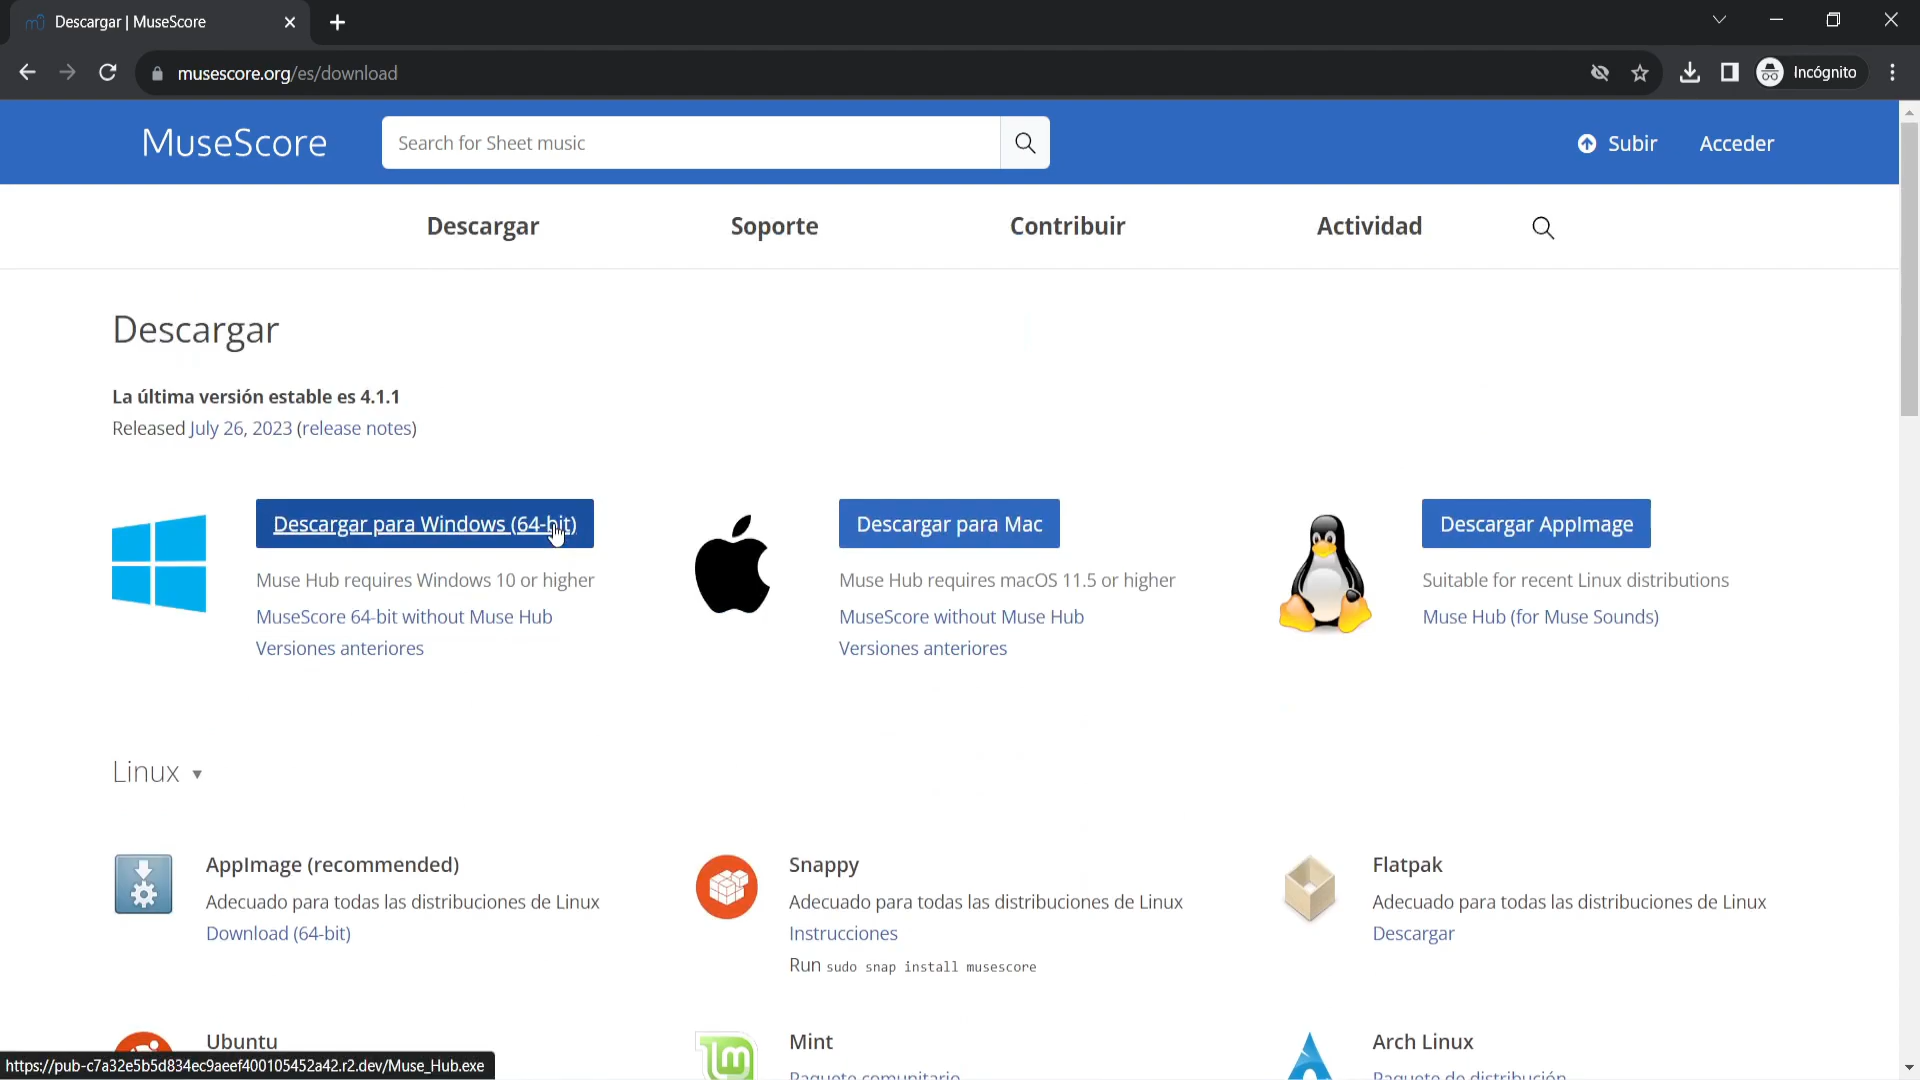 Descargar | MuseScore
musescore.org/es/download
Incógnito
MuseScore
Search for Sheet music
Subir
Acceder
Descargar
Soporte
Contribuir
Actividad
Descargar
La última versión estable es 4.1.1
Released July 26, 2023 (release notes)
Descargar para Windows (64-bit)
Muse Hub requires Windows 10 or higher
MuseScore 64-bit without Muse Hub
Versiones anteriores
Descargar para Mac
Muse Hub requires macOS 11.5 or higher
MuseScore without Muse Hub
Versiones anteriores
Descargar AppImage
Suitable for recent Linux distributions
Muse Hub (for Muse Sounds)
Linux ▾
AppImage (recommended)
Adecuado para todas las distribuciones de Linux
Download (64-bit)
Snappy
Adecuado para todas las distribuciones de Linux
Instrucciones
Run sudo snap install musescore
Flatpak
Adecuado para todas las distribuciones de Linux
Descargar
Ubuntu
Mint
Paquete comunitario
Arch Linux
Paquete de distribución
https://pub-c7a32e5b5d834ec9aeef400105452a42.r2.dev/Muse_Hub.exe